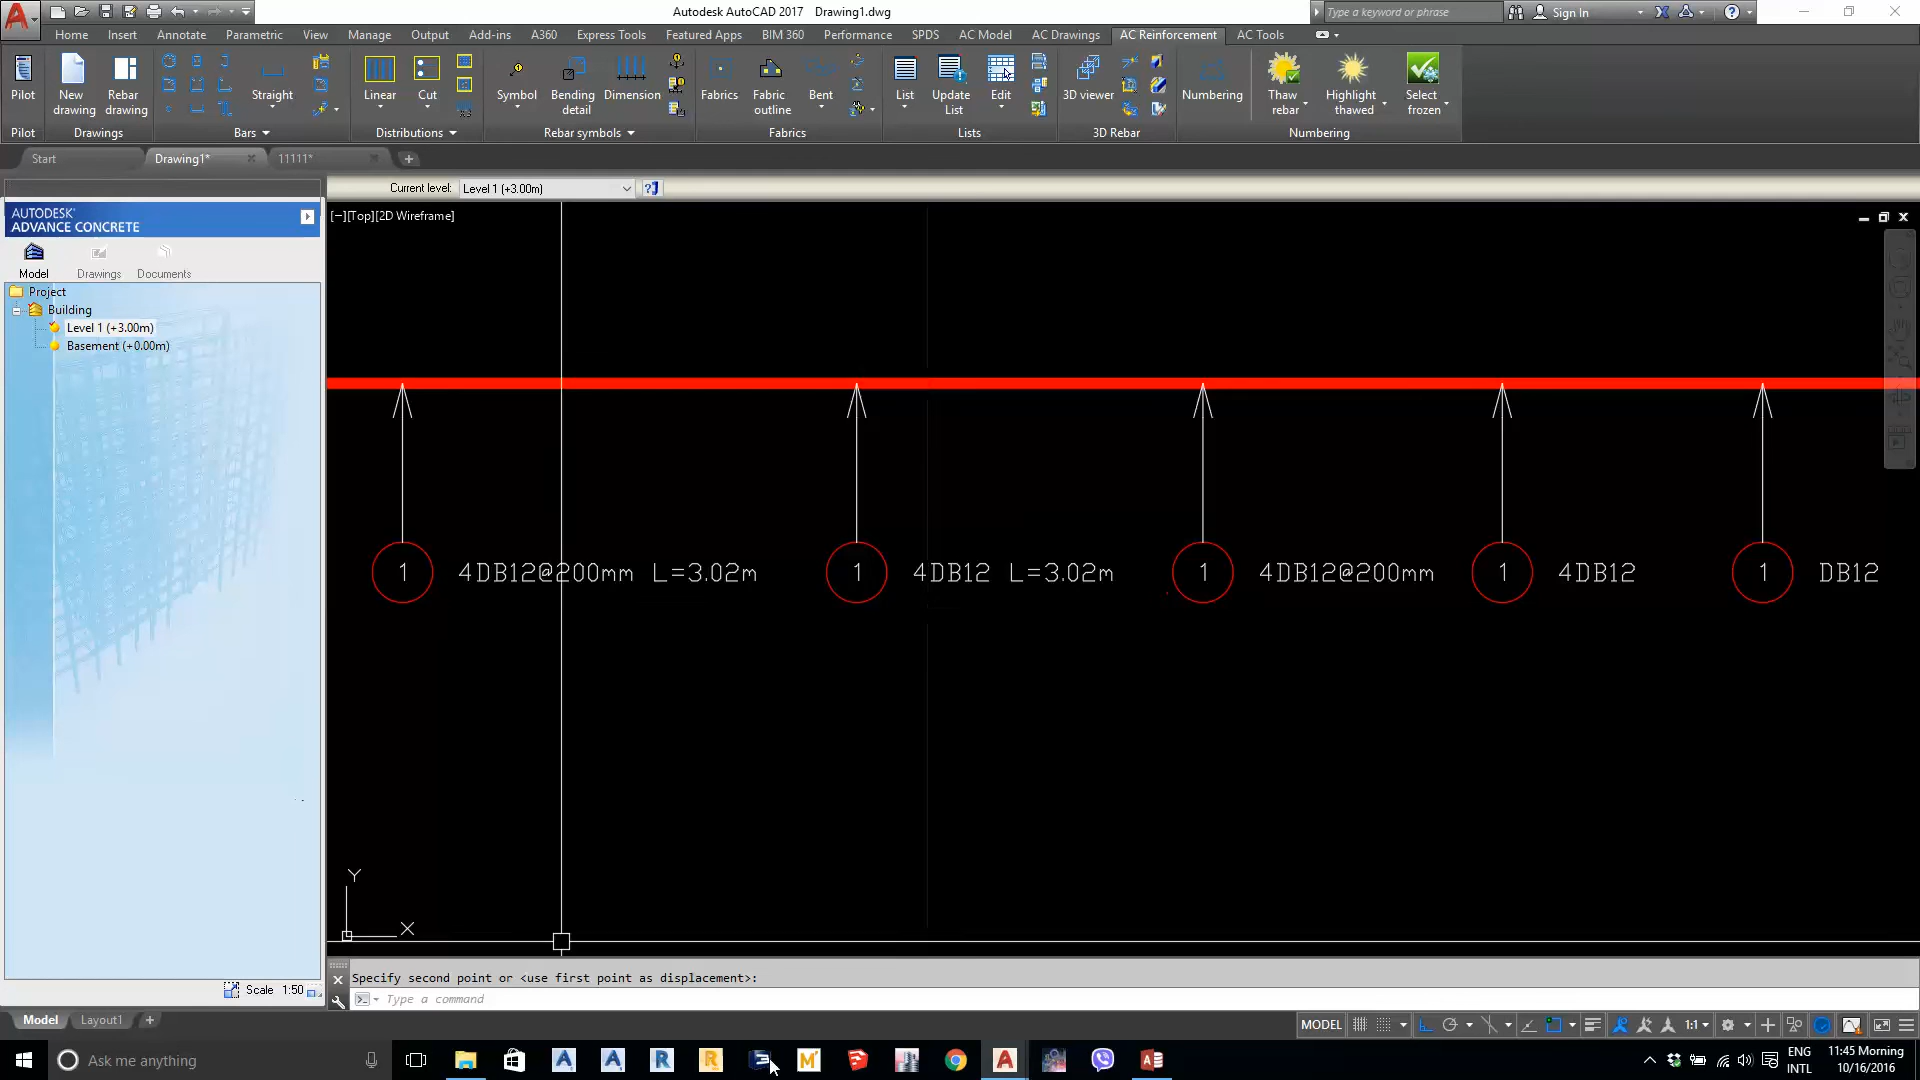 Autodesk AutoCAD 2017 Drawing1.dwg
Type a keyword or phrase
Sign In
Home Insert Annotate Parametric View Manage Output Add-ins A360 Express Tools Featured Apps BIM 360 Performance SPDS AC Model AC Drawings AC Reinforcement AC Tools
Pilot
New drawing
Rebar drawing
Straight
Linear
Cut
Symbol
Bending detail
Dimension
Fabrics
Fabric outline
Bent
List
Update List
Edit
3D viewer
Numbering
Thaw rebar
Highlight thawed
Select frozen
Pilot Drawings Bars Distributions Rebar symbols Fabrics Lists 3D Rebar Numbering
Start Drawing1* 11111*
Current level: Level 1 (+3.00m)
AUTODESK®
ADVANCE CONCRETE
[−][Top][2D Wireframe]
Model Drawings Documents
Project
Building
Level 1 (+3.00m)
Basement (+0.00m)
1 4DB12@200mm L=3.02m
1 4DB12 L=3.02m
1 4DB12@200mm
1 4DB12
1 DB12
Y
X
Specify second point or <use first point as displacement>:
Type a command
Scale 1:50
Model Layout1
MODEL
1:1
Ask me anything
ENG
INTL
11:45 Morning
10/16/2016